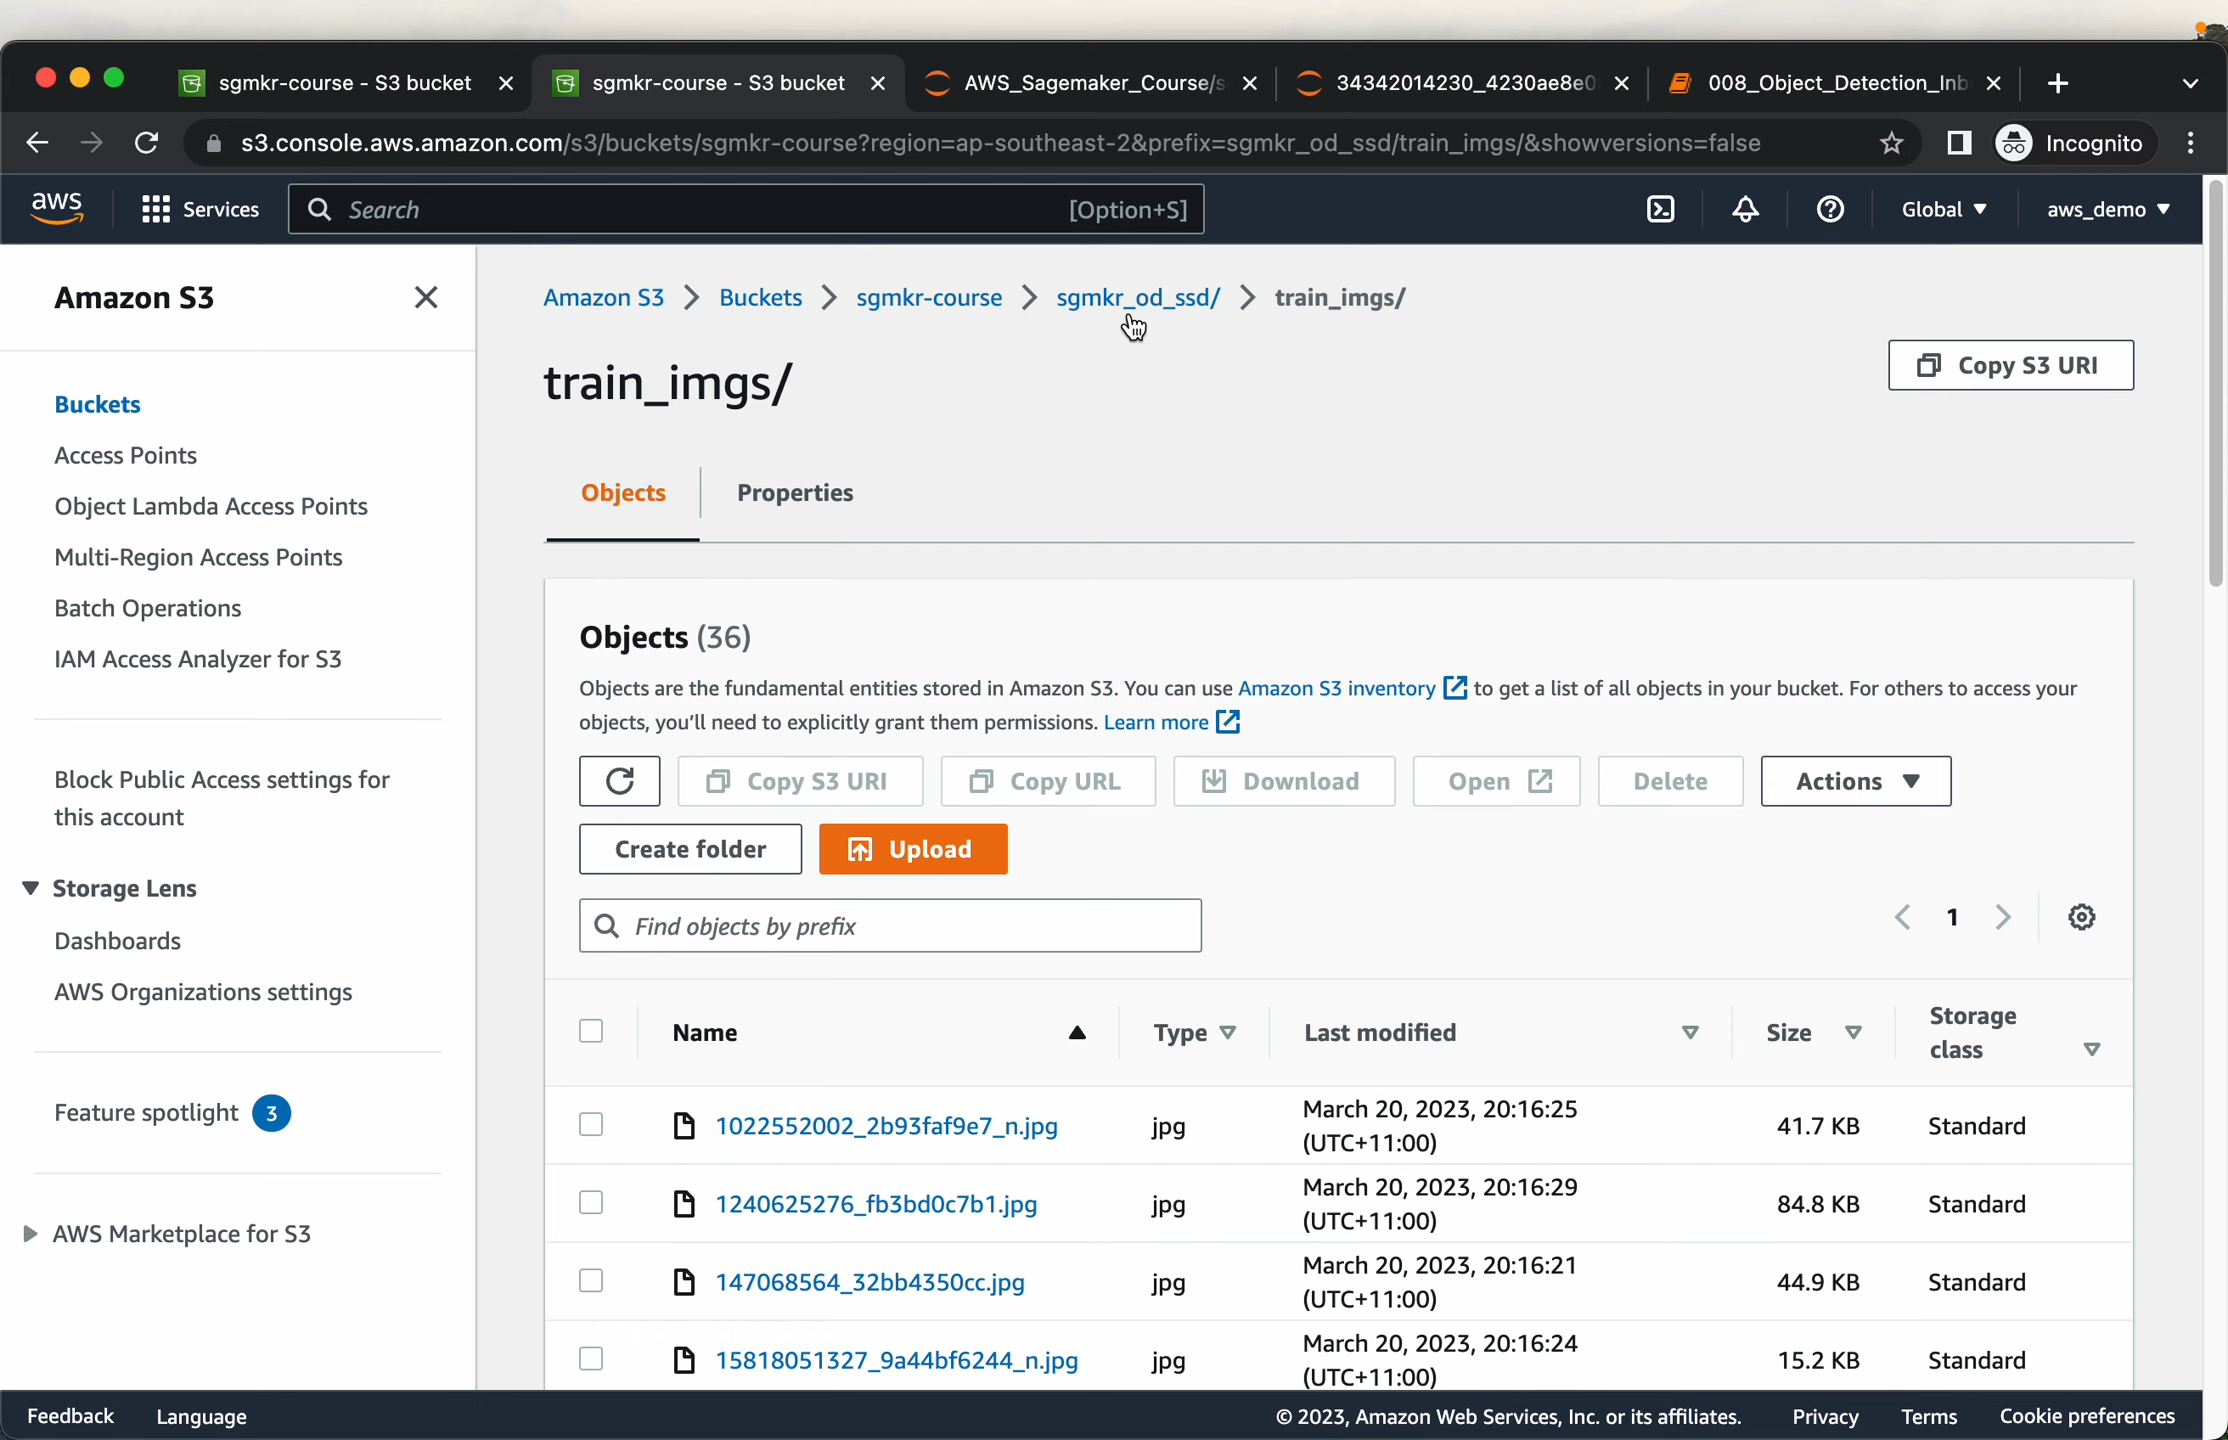 sgmkr-course - S3 bucket
sgmkr-course - S3 bucket
AWS_Sagemaker_Course/s
34342014230_4230ae8e0
008_Object_Detection_Inb
s3.console.aws.amazon.com/s3/buckets/sgmkr-course?region=ap-southeast-2&prefix=sgmkr_od_ssd/train_imgs/&showversions=false
Incognito
aws
Services
Search
[Option+S]
Global
aws_demo
Amazon S3
Buckets
Access Points
Object Lambda Access Points
Multi-Region Access Points
Batch Operations
IAM Access Analyzer for S3
Block Public Access settings for
this account
Storage Lens
Dashboards
AWS Organizations settings
Feature spotlight 3
AWS Marketplace for S3
Amazon S3 > Buckets > sgmkr-course > sgmkr_od_ssd/ > train_imgs/
train_imgs/
Copy S3 URI
Objects
Properties
Objects (36)
Objects are the fundamental entities stored in Amazon S3. You can use Amazon S3 inventory to get a list of all objects in your bucket. For others to access your
objects, you'll need to explicitly grant them permissions. Learn more
Copy S3 URI
Copy URL
Download
Open
Delete
Actions
Create folder
Upload
Find objects by prefix
1
Name
Type
Last modified
Size
Storage
class
1022552002_2b93faf9e7_n.jpg
jpg
March 20, 2023, 20:16:25
(UTC+11:00)
41.7 KB
Standard
1240625276_fb3bd0c7b1.jpg
jpg
March 20, 2023, 20:16:29
(UTC+11:00)
84.8 KB
Standard
147068564_32bb4350cc.jpg
jpg
March 20, 2023, 20:16:21
(UTC+11:00)
44.9 KB
Standard
15818051327_9a44bf6244_n.jpg
jpg
March 20, 2023, 20:16:24
(UTC+11:00)
15.2 KB
Standard
Feedback
Language
© 2023, Amazon Web Services, Inc. or its affiliates.
Privacy
Terms
Cookie preferences